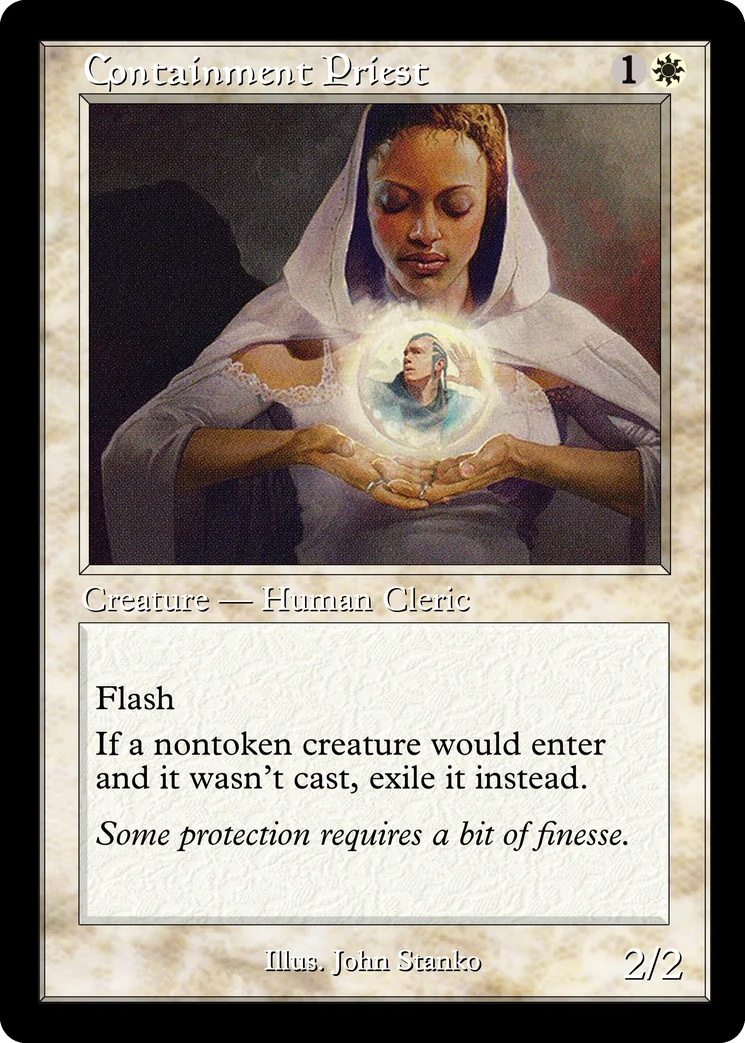 Containment Priest 1
Creature — Human Cleric
Flash
If a nontoken creature would enter
and it wasn't cast, exile it instead.
Some protection requires a bit of finesse.
Illus. John Stanko
2/2